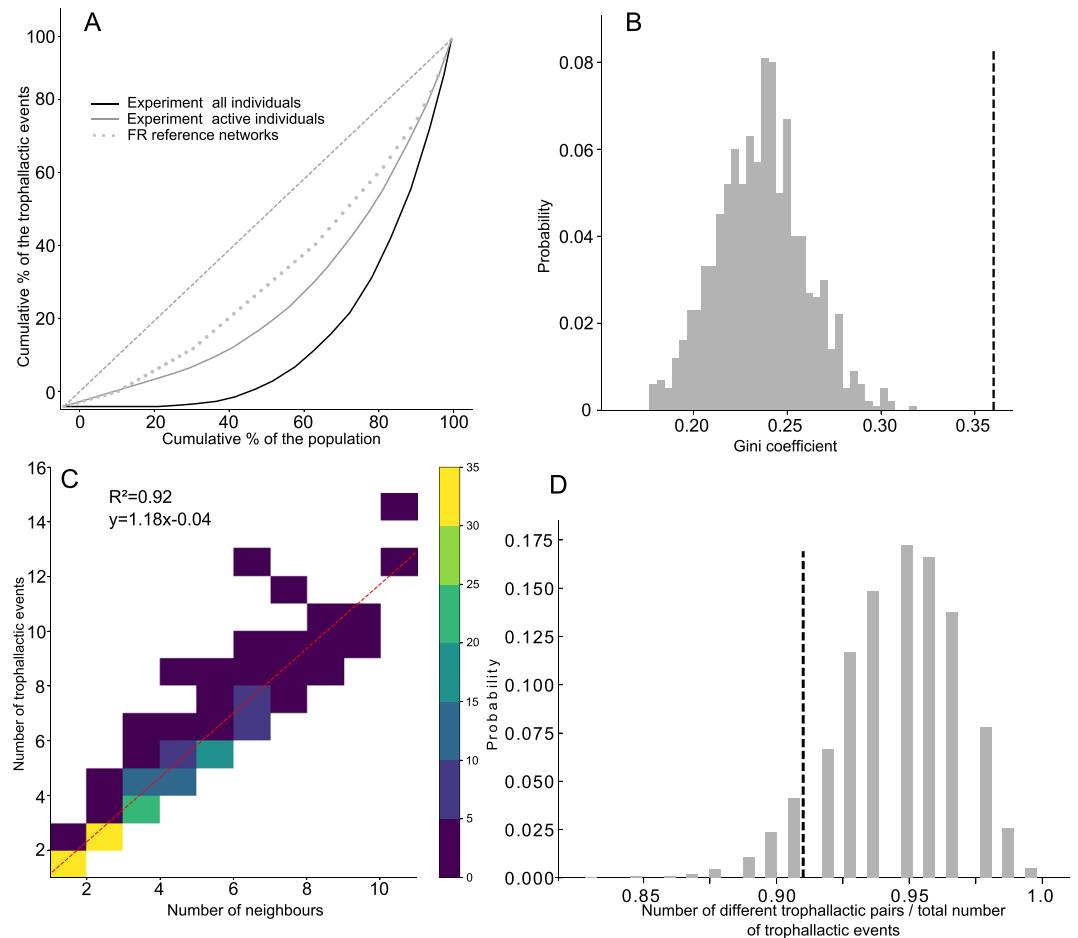 A
Cumulative % of the trophallactic events
100
80
60
40
20
0
Experiment all individuals
Experiment active individuals
FR reference networks
0 20 40 60 80 100
Cumulative % of the population
B
Probability
0.08
0.06
0.04
0.02
0
0.20 0.25 0.30 0.35
Gini coefficient
C
Number of trophallactic events
16
14
12
10
8
6
4
2
R²=0.92
y=1.18x-0.04
2 4 6 8 10
Number of neighbours
35
30
25
20
15
10
5
0
D
Probability
0.175
0.150
0.125
0.100
0.075
0.050
0.025
0.000
0.85 0.90 0.95 1.0
Number of different trophallactic pairs / total number
of trophallactic events